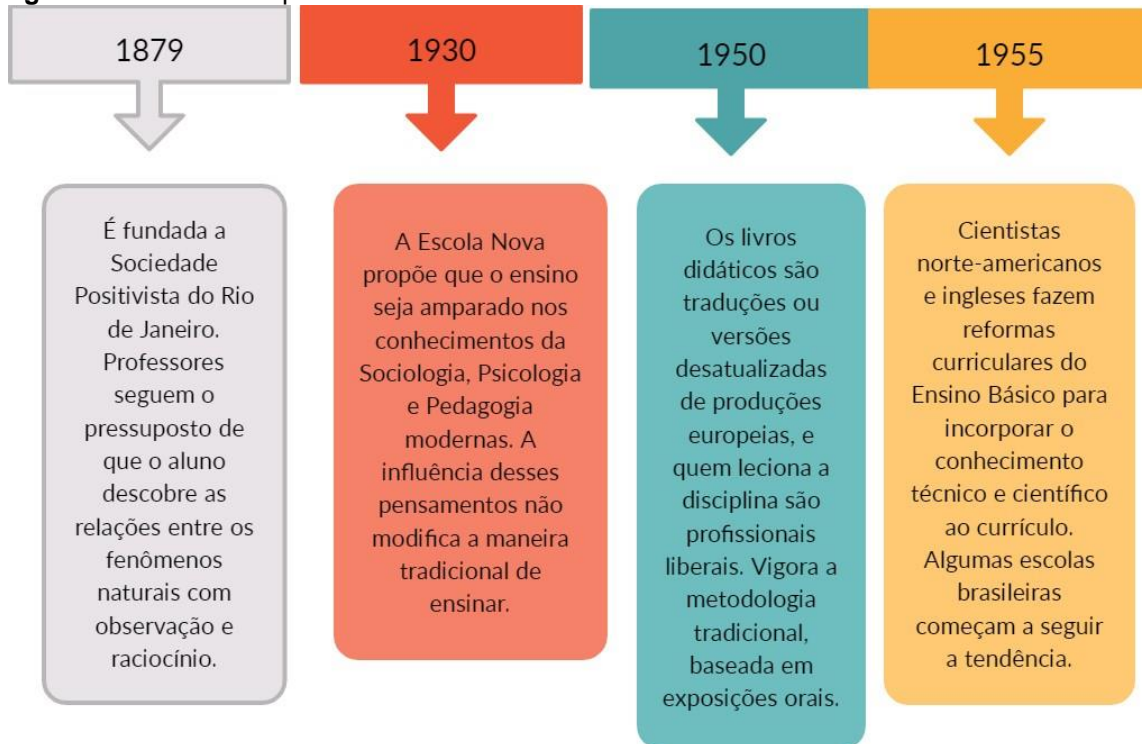 1879
É fundada a
Sociedade
Positivista do Rio
de Janeiro.
Professores
seguem o
pressuposto de
que o aluno
descobre as
relações entre os
fenômenos
naturais com
observação e
raciocínio.
1930
A Escola Nova
propõe que o ensino
seja amparado nos
conhecimentos da
Sociologia, Psicologia
e Pedagogia
modernas. A
influência desses
pensamentos não
modifica a maneira
tradicional de
ensinar.
1950
Os livros
didáticos são
traduções ou
versões
desatualizadas
de produções
europeias, e
quem leciona a
disciplina são
profissionais
liberais. Vigora a
metodologia
tradicional,
baseada em
exposições orais.
1955
Cientistas
norte-americanos
e ingleses fazem
reformas
curriculares do
Ensino Básico para
incorporar o
conhecimento
técnico e científico
ao currículo.
Algumas escolas
brasileiras
começam a seguir
a tendência.